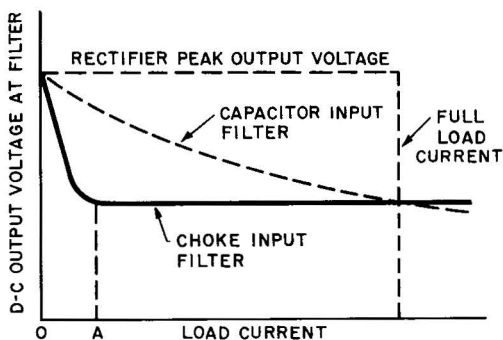 RECTIFIER PEAK OUTPUT VOLTAGE
CAPACITOR INPUT
FILTER
FULL
LOAD
CURRENT
CHOKE INPUT
FILTER
D-C OUTPUT VOLTAGE AT FILTER
O
A
LOAD CURRENT